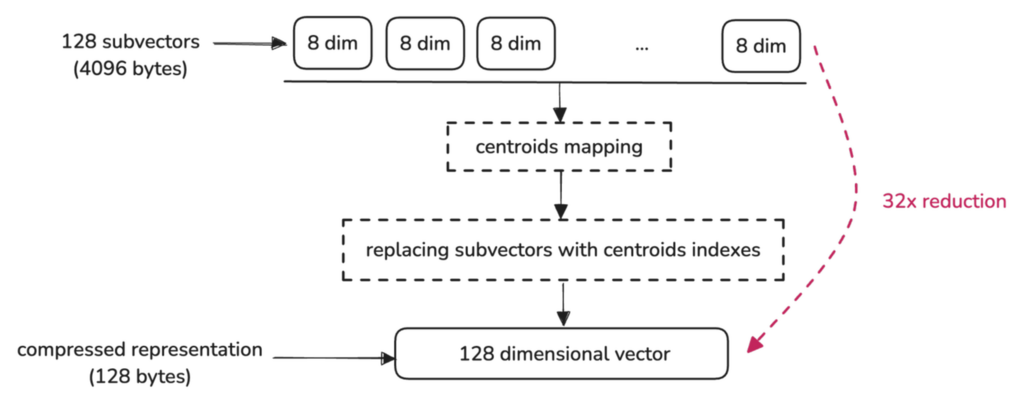 128 subvectors
(4096 bytes)
8 dim
8 dim
8 dim
...
8 dim
centroids mapping
32x reduction
replacing subvectors with centroids indexes
compressed representation
(128 bytes)
128 dimensional vector